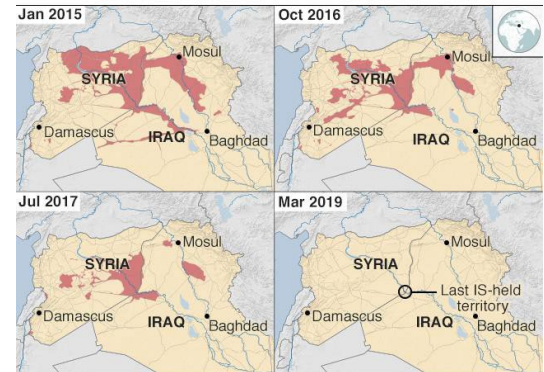 Jan 2015
Mosul
SYRIA
Damascus
IRAQ
Baghdad
Oct 2016
Mosul
SYRIA
Damascus
IRAQ
Baghdad
Jul 2017
Mosul
SYRIA
Damascus
IRAQ
Baghdad
Mar 2019
Mosul
SYRIA
Last IS-held
territory
Damascus
IRAQ
Baghdad